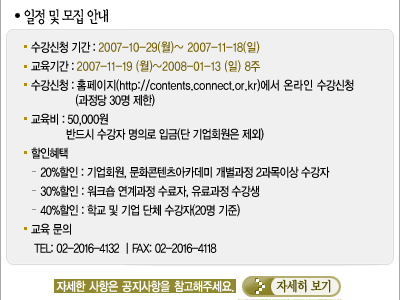 • 일정 및 모집 안내
수강신청 기간 : 2007-10-29(월)~ 2007-11-18(일)
교육기간 : 2007-11-19 (월)~2008-01-13 (일) 8주
수강신청 : 홈페이지(http://contents.connect.or.kr)에서 온라인 수강신청
(과정당 30명 제한)
교육비 : 50,000원
반드시 수강자 명의로 입금(단 기업회원은 제외)
할인혜택
- 20%할인 : 기업회원, 문화콘텐츠아카데미 개별과정 2과목이상 수강자
- 30%할인 : 워크숍 연계과정 수료자, 유료과정 수강생
- 40%할인 : 학교 및 기업 단체 수강자(20명 기준)
교육 문의
TEL: 02-2016-4132 | FAX: 02-2016-4118
자세한 사항은 공지사항을 참고해주세요. 자세히 보기